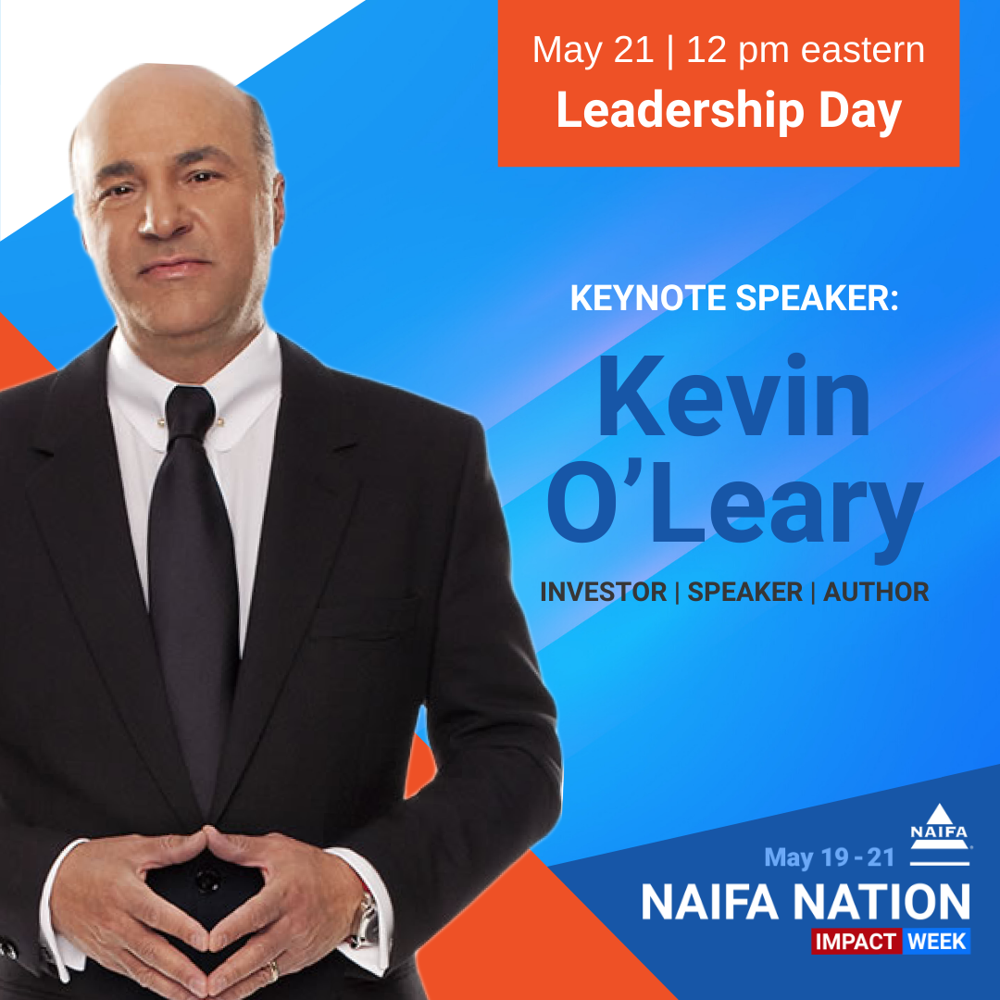 May 21 | 12 pm eastern
Leadership Day
KEYNOTE SPEAKER:
Kevin
O’Leary
INVESTOR | SPEAKER | AUTHOR
NAIFA
May 19 - 21
NAIFA NATION
IMPACT WEEK